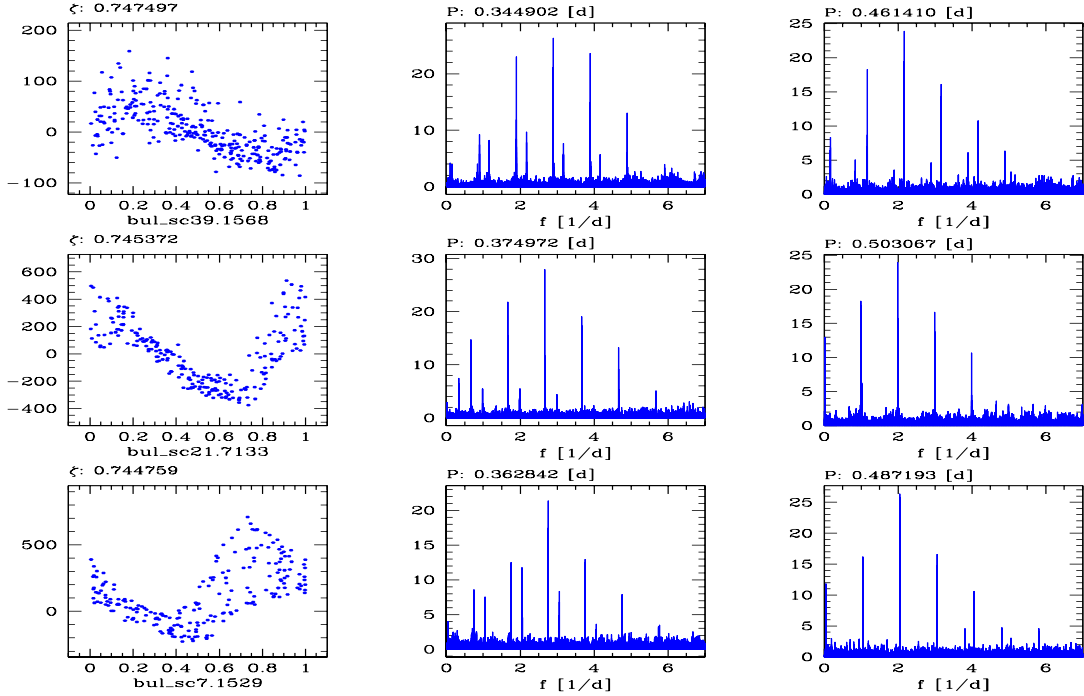 ζ: 0.747497 P: 0.344902 [d] P: 0.461410 [d]
200 100 0 −100
20 10 0
25 20 15 10 5 0
0 0.2 0.4 0.6 0.8 1 0 2 4 6 0 2 4 6
bul_sc39.1568 f [1/d] f [1/d]
ζ: 0.745372 P: 0.374972 [d] P: 0.503067 [d]
600 400 200 0 −200 −400
30 20 10 0
25 20 15 10 5 0
0 0.2 0.4 0.6 0.8 1 0 2 4 6 0 2 4 6
bul_sc21.7133 f [1/d] f [1/d]
ζ: 0.744759 P: 0.362842 [d] P: 0.487193 [d]
500 0
20 15 10 5 0
25 20 15 10 5 0
0 0.2 0.4 0.6 0.8 1 0 2 4 6 0 2 4 6
bul_sc7.1529 f [1/d] f [1/d]